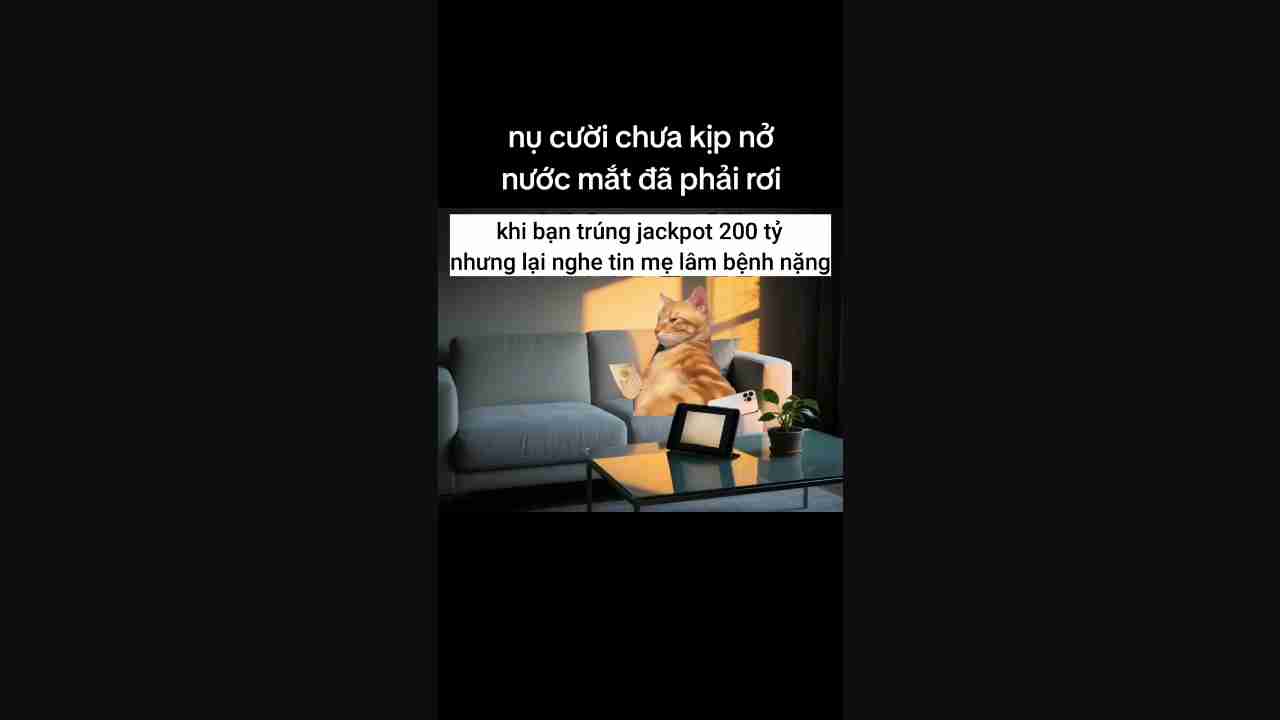 nụ cười chưa kịp nở
nước mắt đã phải rơi
khi bạn trúng jackpot 200 tỷ
nhưng lại nghe tin mẹ lâm bệnh nặng